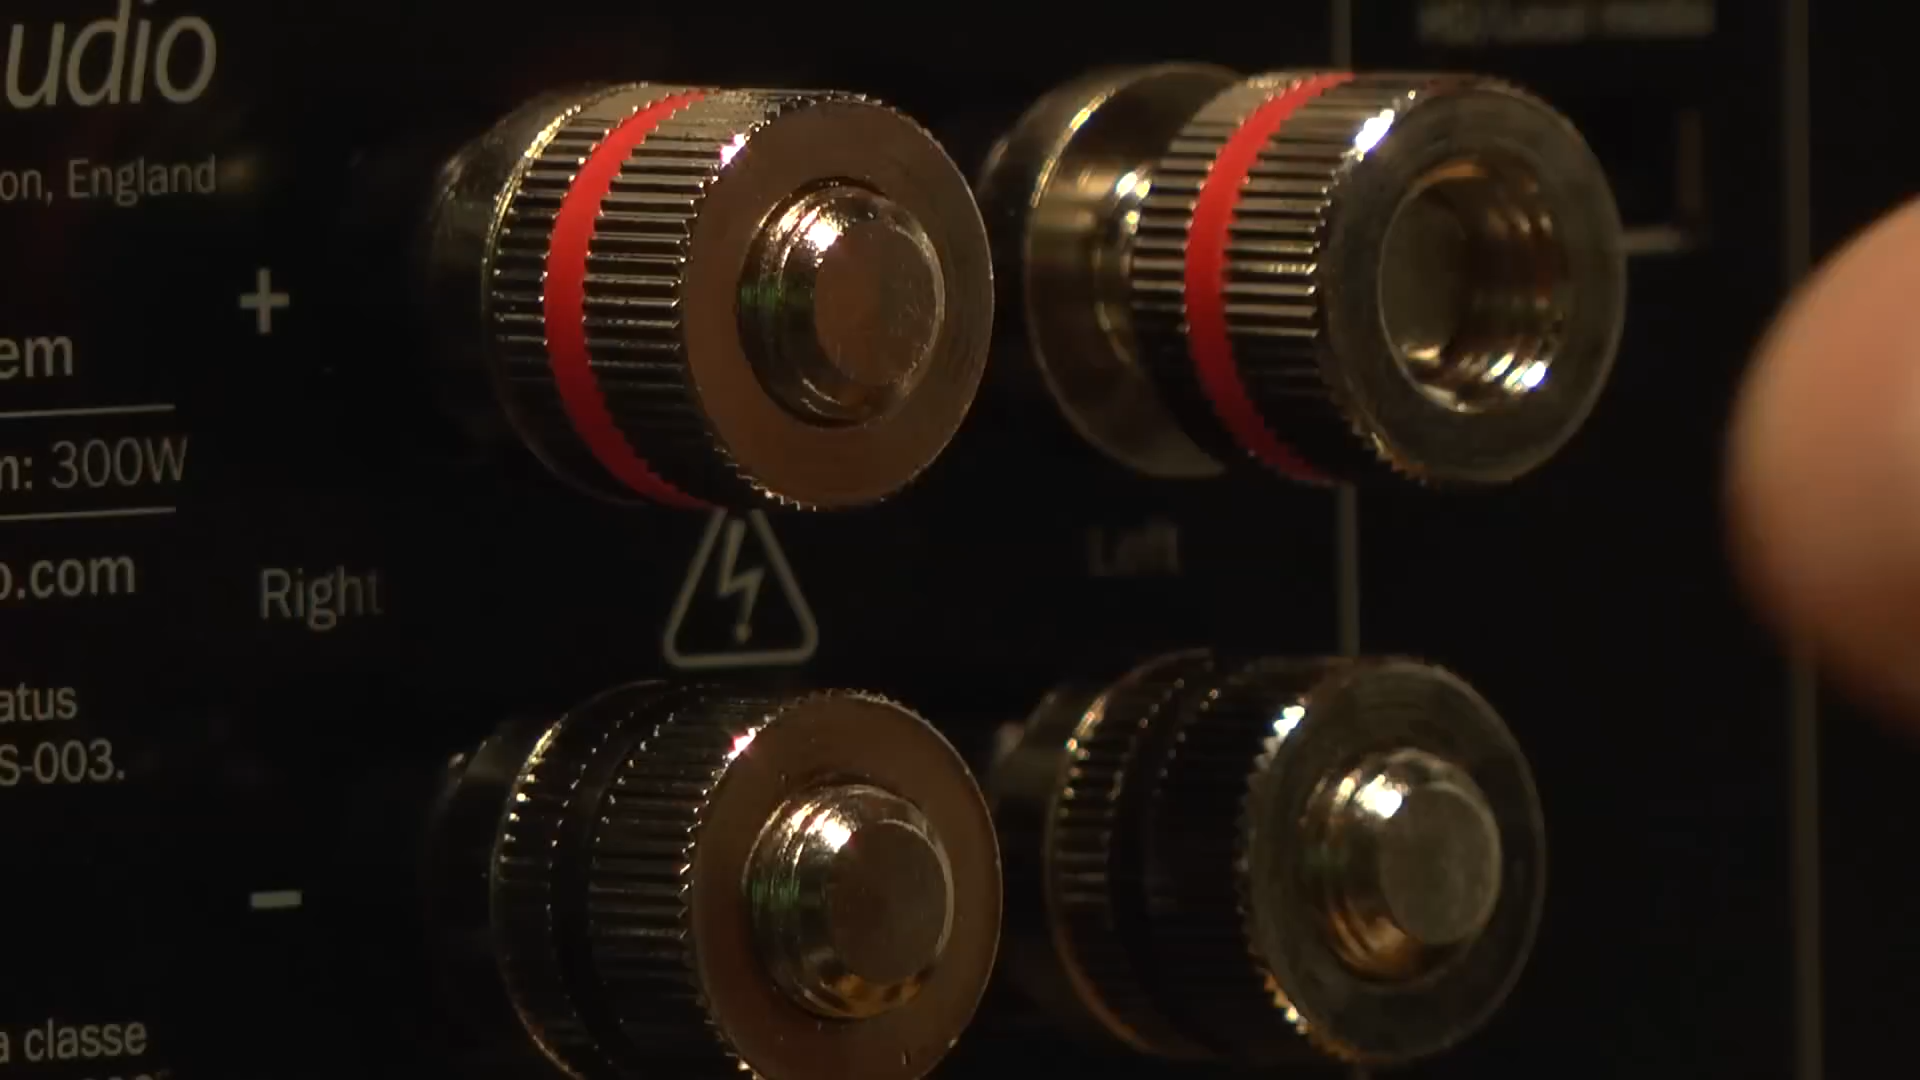 udio
on, England
+
em
m: 300W
o.com
Right
Left
atus
S-003.
-
a classe